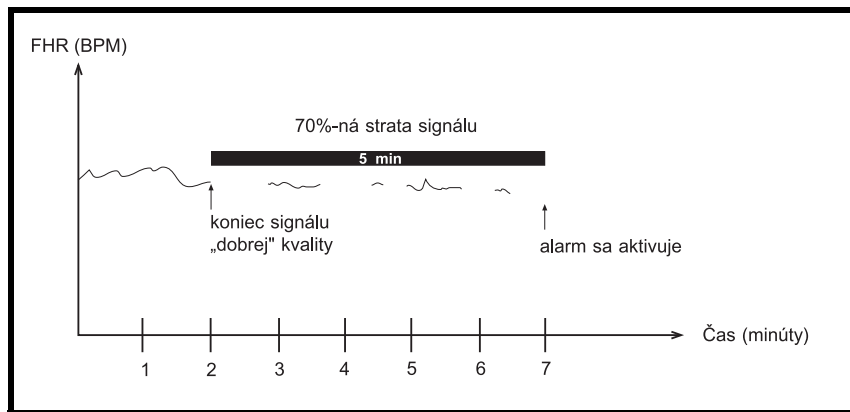 FHR (BPM)
70%-ná strata signálu
5 min
koniec signálu
„dobrej" kvality
alarm sa aktivuje
Čas (minúty)
1 2 3 4 5 6 7